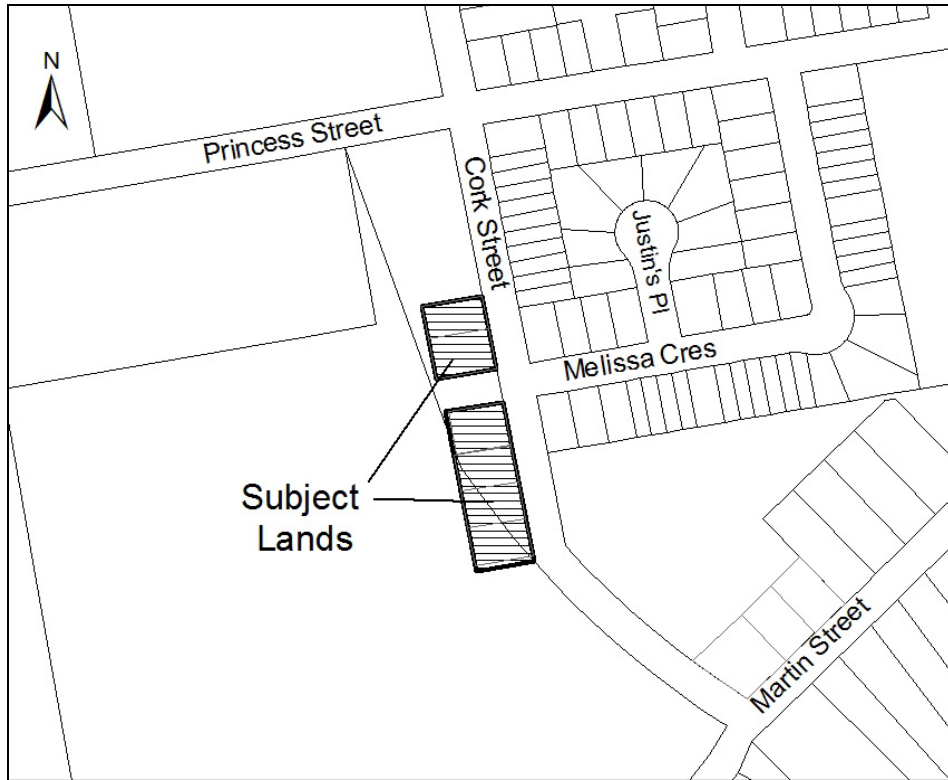 N
Princess Street
Cork Street
Justin's Pl
Melissa Cres
Subject
Lands
Martin Street